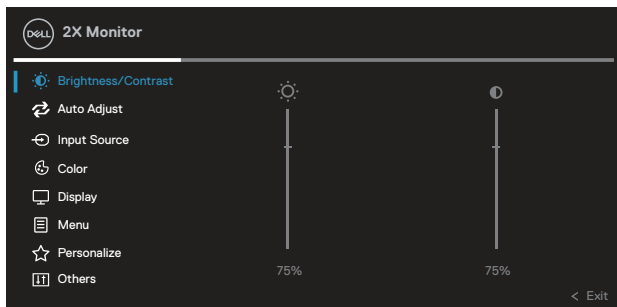 DELL 2X Monitor
Brightness/Contrast
Auto Adjust
Input Source
Color
Display
Menu
Personalize
Others
75% 75%
< Exit